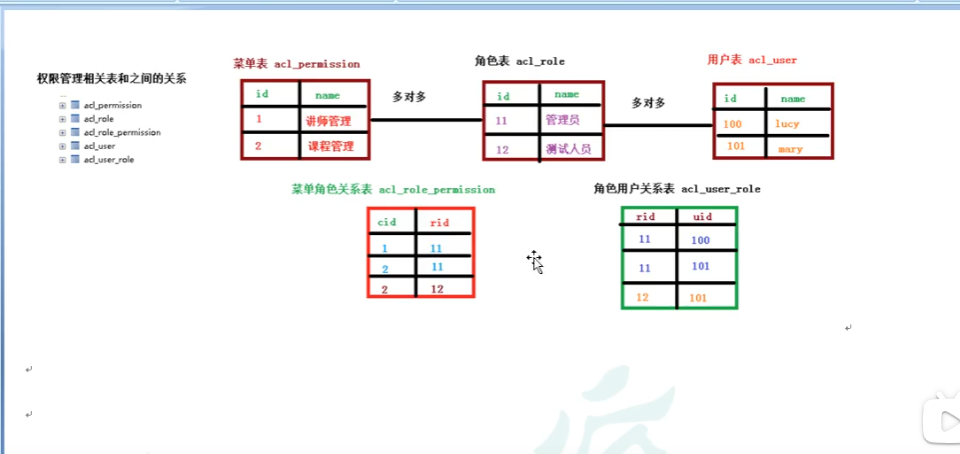 权限管理相关表和之间的关系
acl_permission
acl_role
acl_role_permission
acl_user
acl_user_role
菜单表 acl_permission
id name
1 讲师管理
2 课程管理
多对多
角色表 acl_role
id name
11 管理员
12 测试人员
多对多
用户表 acl_user
id name
100 lucy
101 mary
菜单角色关系表 acl_role_permission
cid rid
1 11
2 11
2 12
角色用户关系表 acl_user_role
rid uid
11 100
11 101
12 101